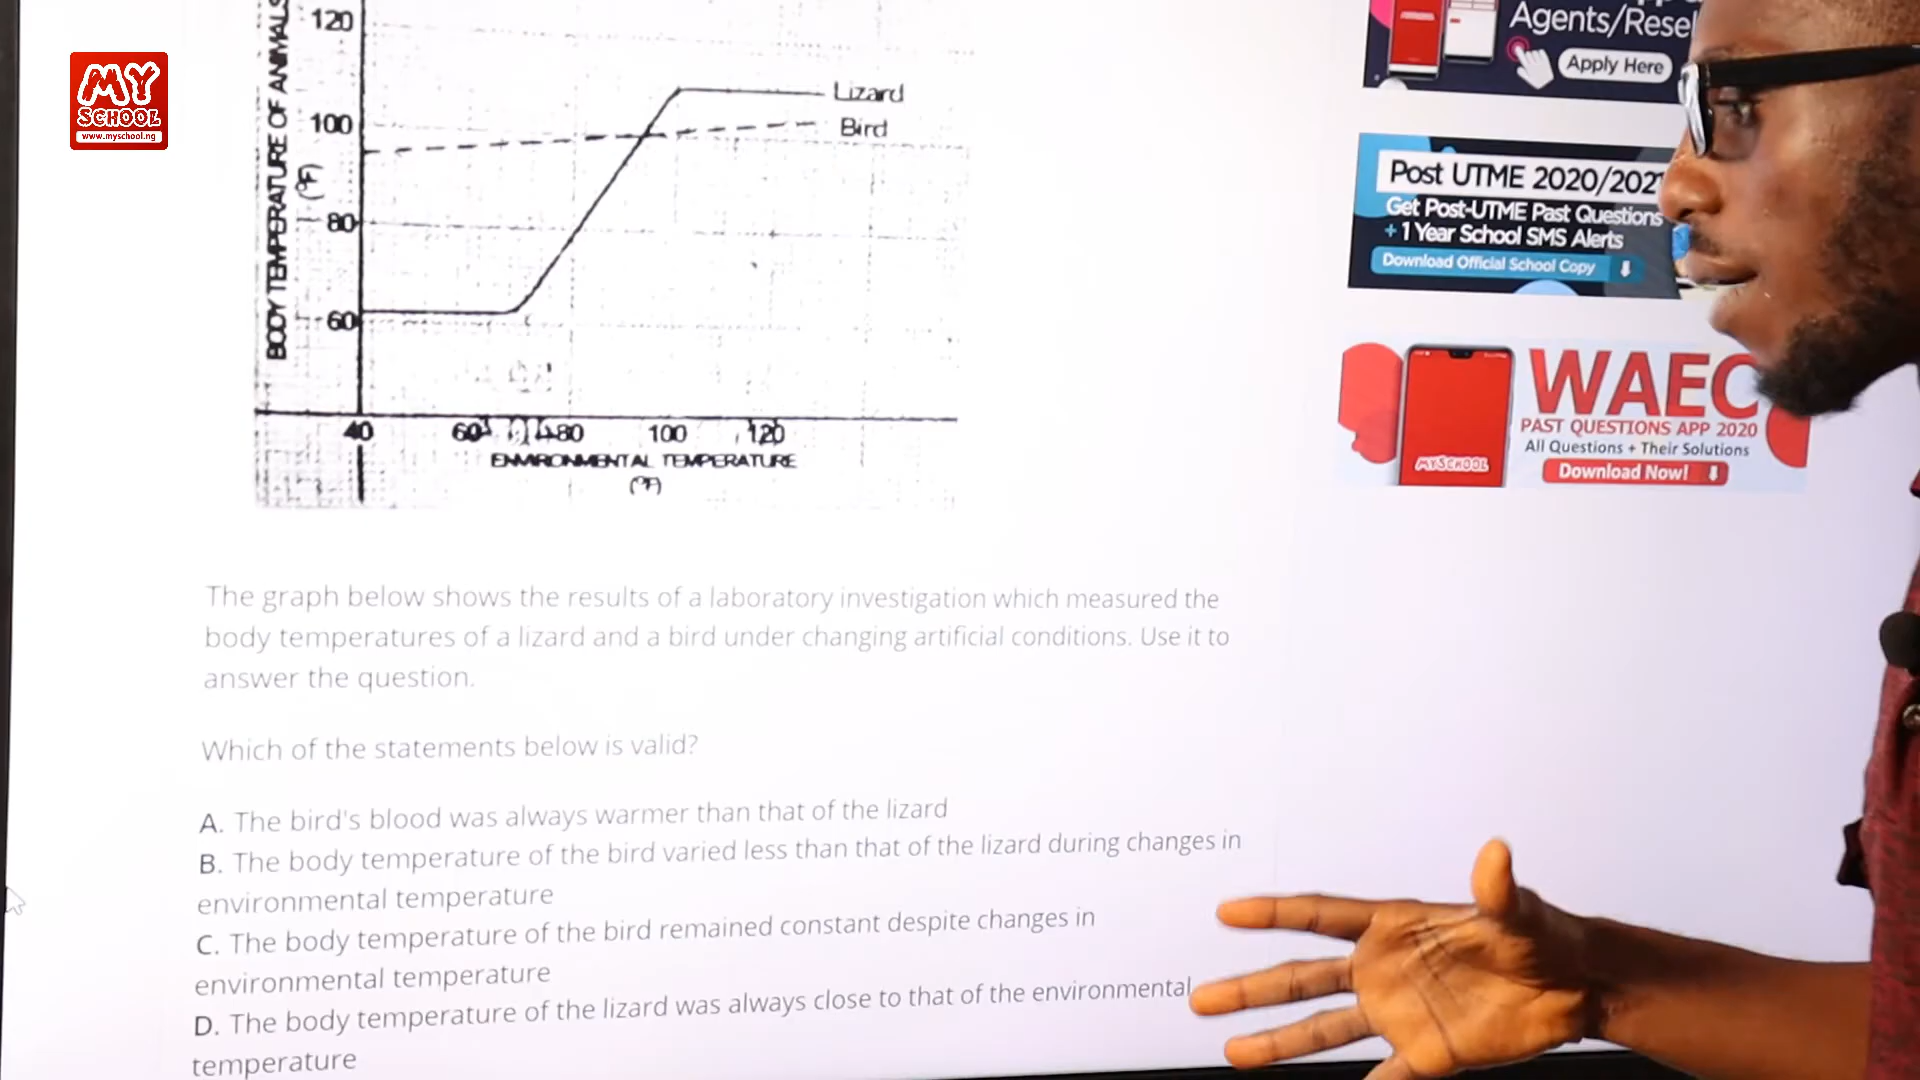 MY
SCHOOL
www.myschool.ng
BODY TEMPERATURE OF ANIMALS
(°F)
120
100
80
60
Lizard
Bird
40
60
80
100
120
ENVIRONMENTAL TEMPERATURE
(°F)
The graph below shows the results of a laboratory investigation which measured the
body temperatures of a lizard and a bird under changing artificial conditions. Use it to
answer the question.
Which of the statements below is valid?
A. The bird's blood was always warmer than that of the lizard
B. The body temperature of the bird varied less than that of the lizard during changes in
environmental temperature
C. The body temperature of the bird remained constant despite changes in
environmental temperature
D. The body temperature of the lizard was always close to that of the environmental
temperature
Agents/Resel
Apply Here
Post UTME 2020/202
Get Post-UTME Past Questions
+ 1 Year School SMS Alerts
Download Official School Copy
WAEC
PAST QUESTIONS APP 2020
All Questions + Their Solutions
Download Now!
MYSCHOOL